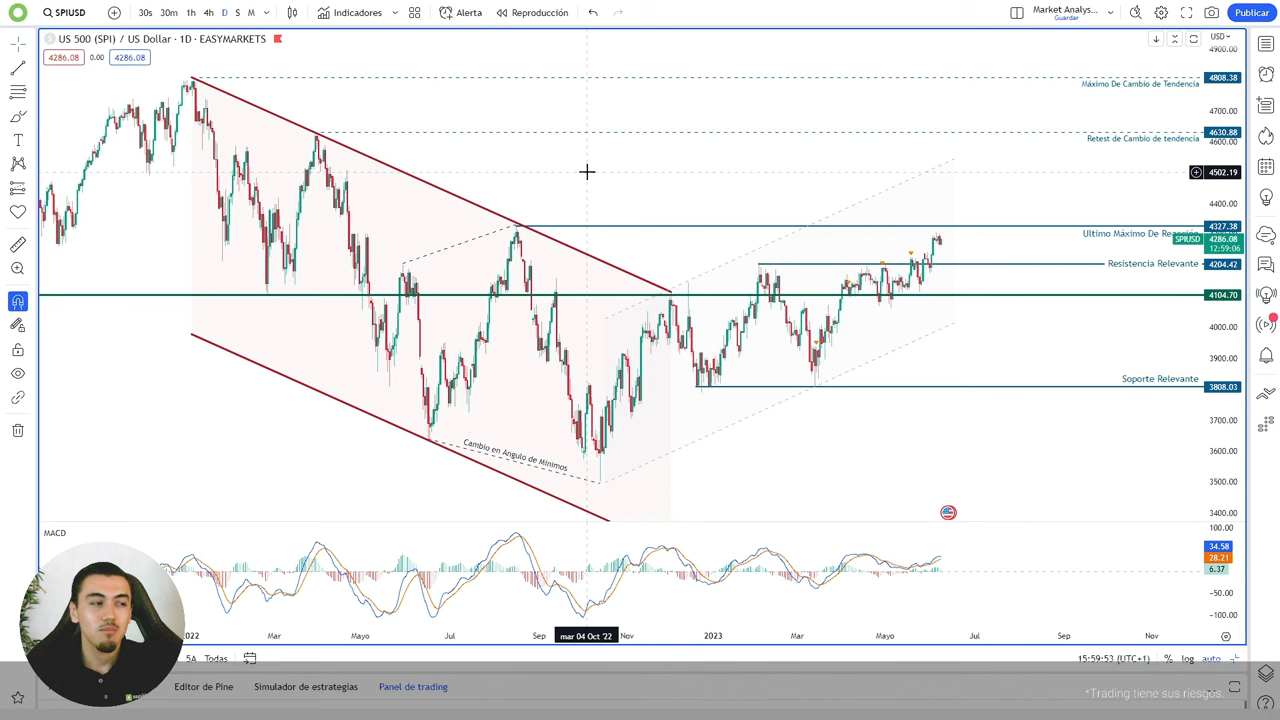 SPIUSD
30s 30m 1h 4h D S M
Indicadores
Alerta
Reproducción
Market Analys...
Guardar
Publicar
US 500 (SPI) / US Dollar · 1D · EASYMARKETS
4286.08 0.00 4286.08
USD
4900.00
4808.38
Máximo De Cambio de Tendencia
4700.00
4630.88
Retest de Cambio de tendencia
4600.00
4502.19
4400.00
4327.38
Ultimo Máximo De Reacción
SPIUSD 4286.08
12:59:06
Resistencia Relevante 4204.42
4104.70
4000.00
3900.00
Soporte Relevante
3808.03
3700.00
Cambio en Angulo de Mínimos
3600.00
3500.00
3400.00
MACD
100.00
34.58
28.21
6.37
−50.00
−100.00
2022 Mar Mayo Jul Sep mar 04 Oct '22 Nov 2023 Mar Mayo Jul Sep Nov
5A Todas
15:59:53 (UTC+1) % log auto
Editor de Pine Simulador de estrategias Panel de trading
*Trading tiene sus riesgos.